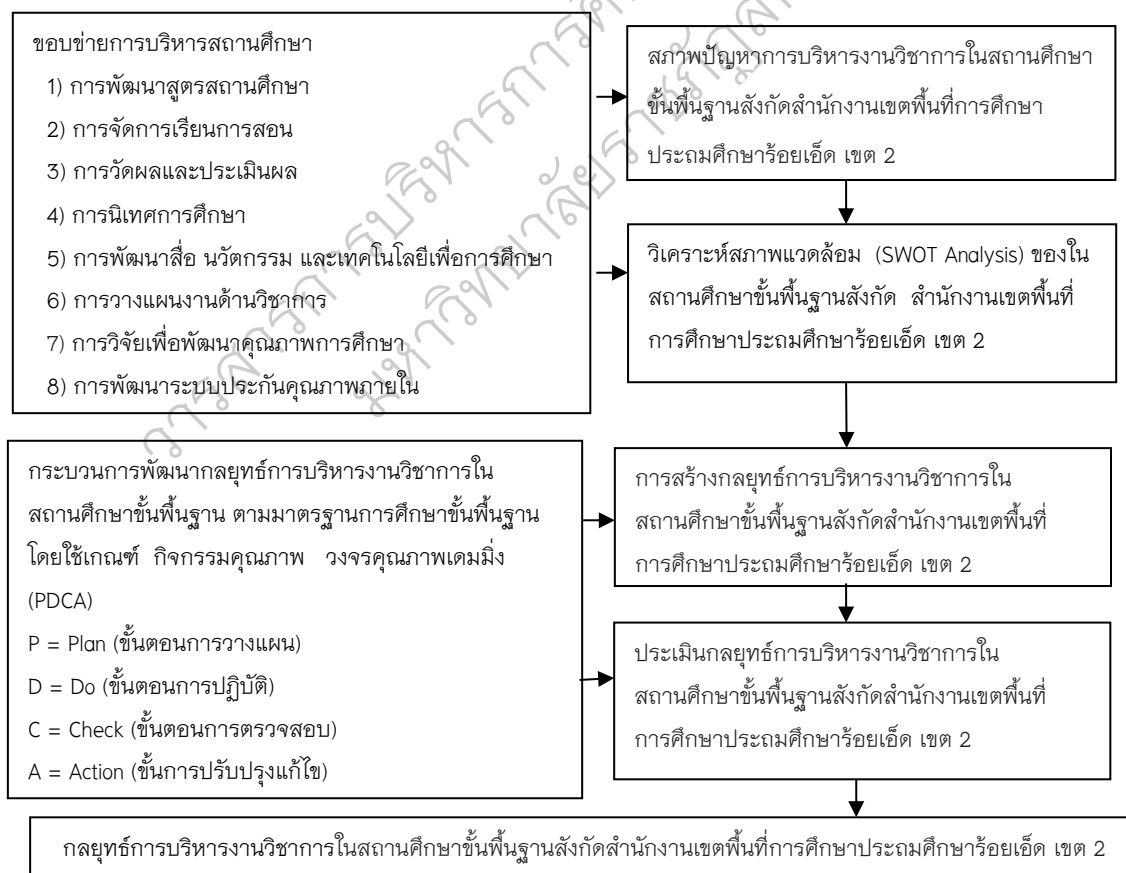 ขอบข่ายการบริหารสถานศึกษา
1) การพัฒนาสูตรสถานศึกษา
2) การจัดการเรียนการสอน
3) การวัดผลและประเมินผล
4) การนิเทศการศึกษา
5) การพัฒนาสื่อ นวัตกรรม และเทคโนโลยีเพื่อการศึกษา
6) การวางแผนงานด้านวิชาการ
7) การวิจัยเพื่อพัฒนาคุณภาพการศึกษา
8) การพัฒนาระบบประกันคุณภาพภายใน
สภาพปัญหาการบริหารงานวิชาการในสถานศึกษา
ขั้นพื้นฐานสังกัดสำนักงานเขตพื้นที่การศึกษา
ประถมศึกษาร้อยเอ็ด เขต 2
วิเคราะห์สภาพแวดล้อม (SWOT Analysis) ของใน
สถานศึกษาขั้นพื้นฐานสังกัด สำนักงานเขตพื้นที่
การศึกษาประถมศึกษาร้อยเอ็ด เขต 2
กระบวนการพัฒนากลยุทธ์การบริหารงานวิชาการใน
สถานศึกษาขั้นพื้นฐาน ตามมาตรฐานการศึกษาขั้นพื้นฐาน
โดยใช้เกณฑ์ กิจกรรมคุณภาพ วงจรคุณภาพเดมมิ่ง
(PDCA)
P = Plan (ขั้นตอนการวางแผน)
D = Do (ขั้นตอนการปฏิบัติ)
C = Check (ขั้นตอนการตรวจสอบ)
A = Action (ขั้นการปรับปรุงแก้ไข)
การสร้างกลยุทธ์การบริหารงานวิชาการใน
สถานศึกษาขั้นพื้นฐานสังกัดสำนักงานเขตพื้นที่
การศึกษาประถมศึกษาร้อยเอ็ด เขต 2
ประเมินกลยุทธ์การบริหารงานวิชาการใน
สถานศึกษาขั้นพื้นฐานสังกัดสำนักงานเขตพื้นที่
การศึกษาประถมศึกษาร้อยเอ็ด เขต 2
กลยุทธ์การบริหารงานวิชาการในสถานศึกษาขั้นพื้นฐานสังกัดสำนักงานเขตพื้นที่การศึกษาประถมศึกษาร้อยเอ็ด เขต 2
วารสารการบริหารการ
มหาวิทยาลัยราชภัฏ